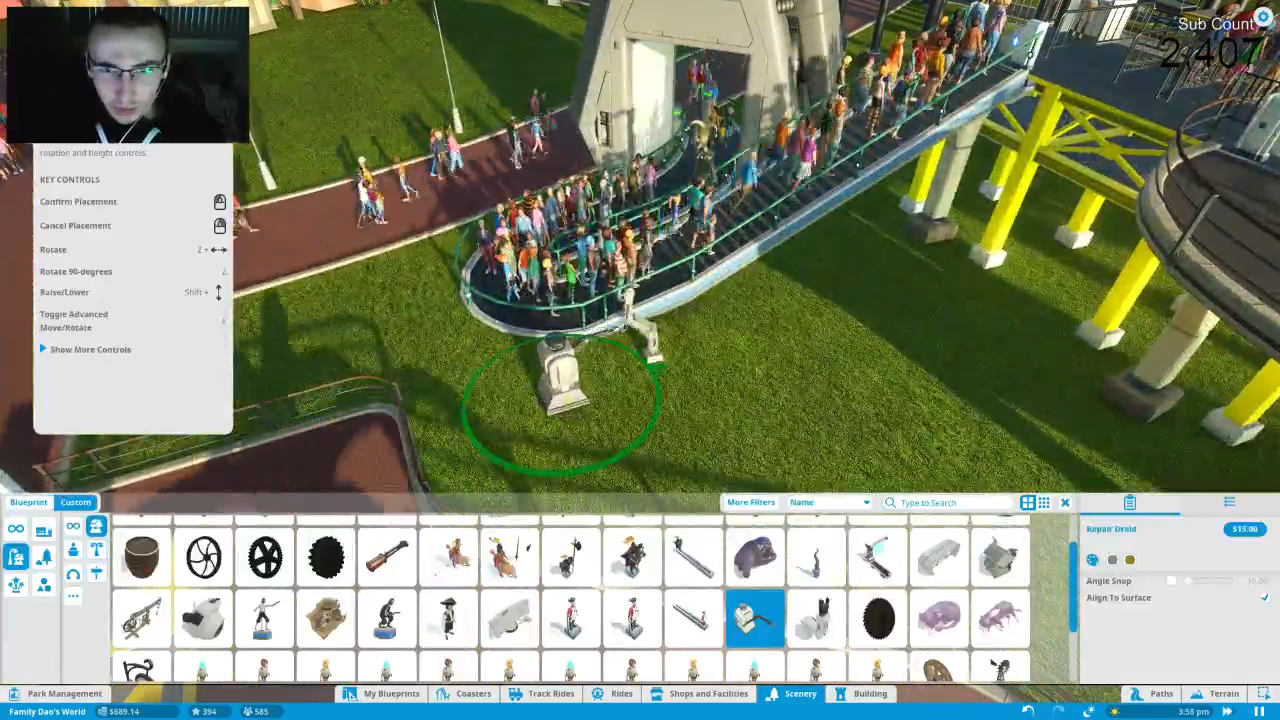 Sub Count
2,407
rotation and height controls.
KEY CONTROLS
Confirm Placement
Cancel Placement
Rotate Z +
Rotate 90-degrees Z
Raise/Lower Shift +
Toggle Advanced
Move/Rotate X
Show More Controls
Blueprint Custom More Filters Name Type to Search
Repair Droid $15.00
Angle Snap
Align To Surface
Park Management My Blueprints Coasters Track Rides Rides Shops and Facilities Scenery Building Paths Terrain
Family Dao's World $689.14 394 585 3:58 pm